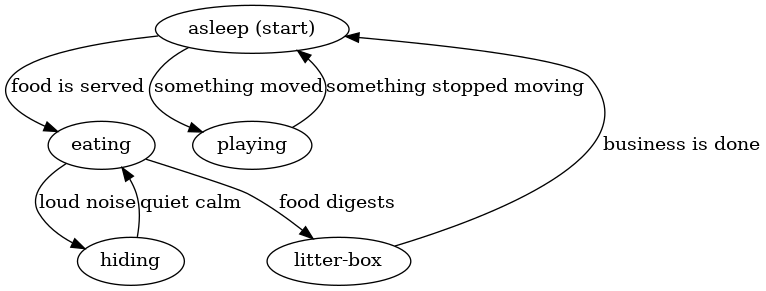 asleep (start)
food is served
something moved
something stopped moving
eating
playing
business is done
loud noise
quiet calm
food digests
hiding
litter-box